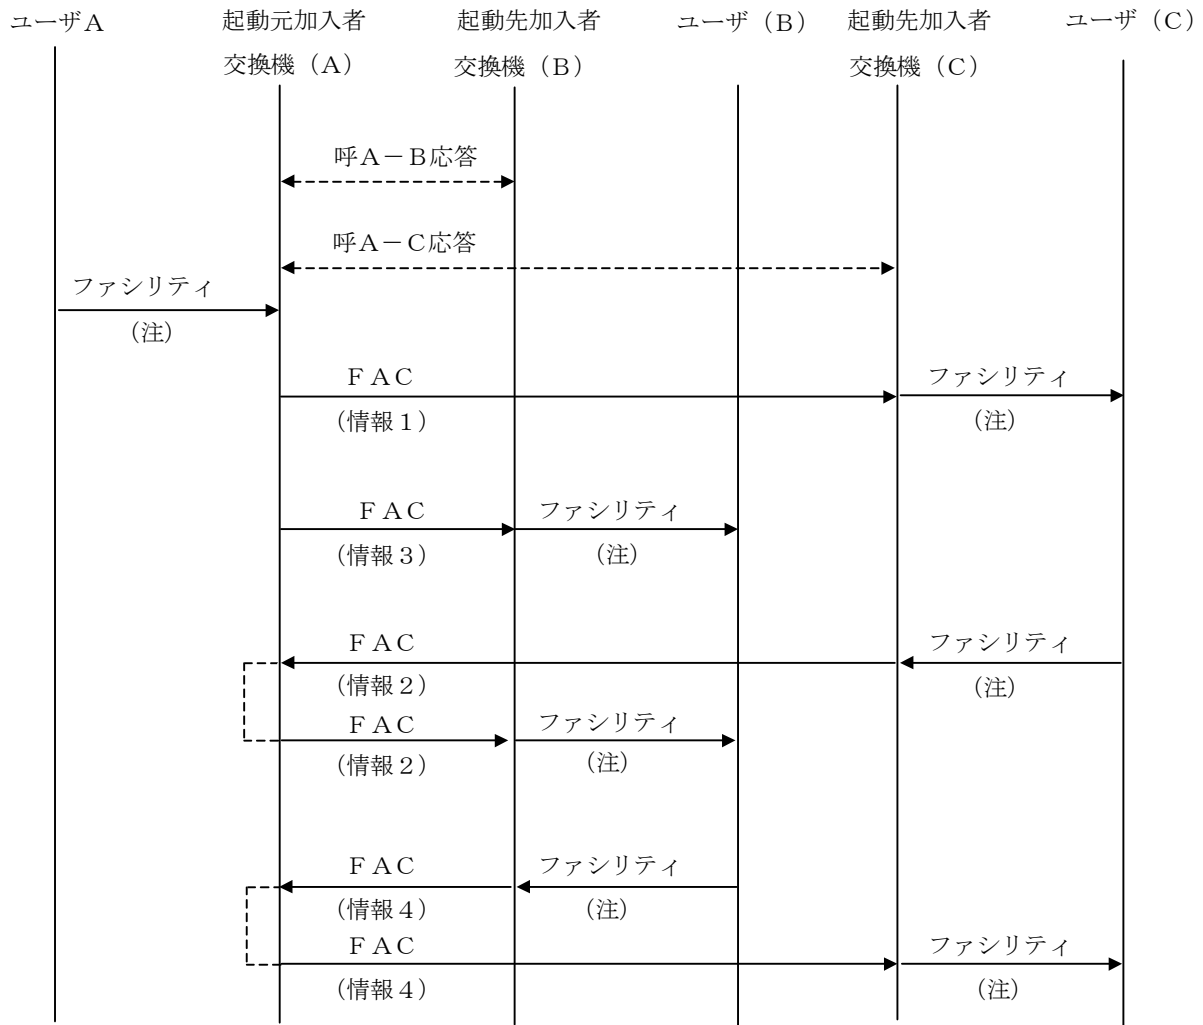 ユーザA
起動元加入者
交換機（A）
起動先加入者
交換機（B）
ユーザ（B）
起動先加入者
交換機（C）
ユーザ（C）
呼A－B応答
呼A－C応答
ファシリティ
（注）
FAC
（情報１）
ファシリティ
（注）
FAC
（情報３）
ファシリティ
（注）
FAC
（情報２）
ファシリティ
（注）
FAC
（情報２）
ファシリティ
（注）
FAC
（情報４）
ファシリティ
（注）
FAC
（情報４）
ファシリティ
（注）